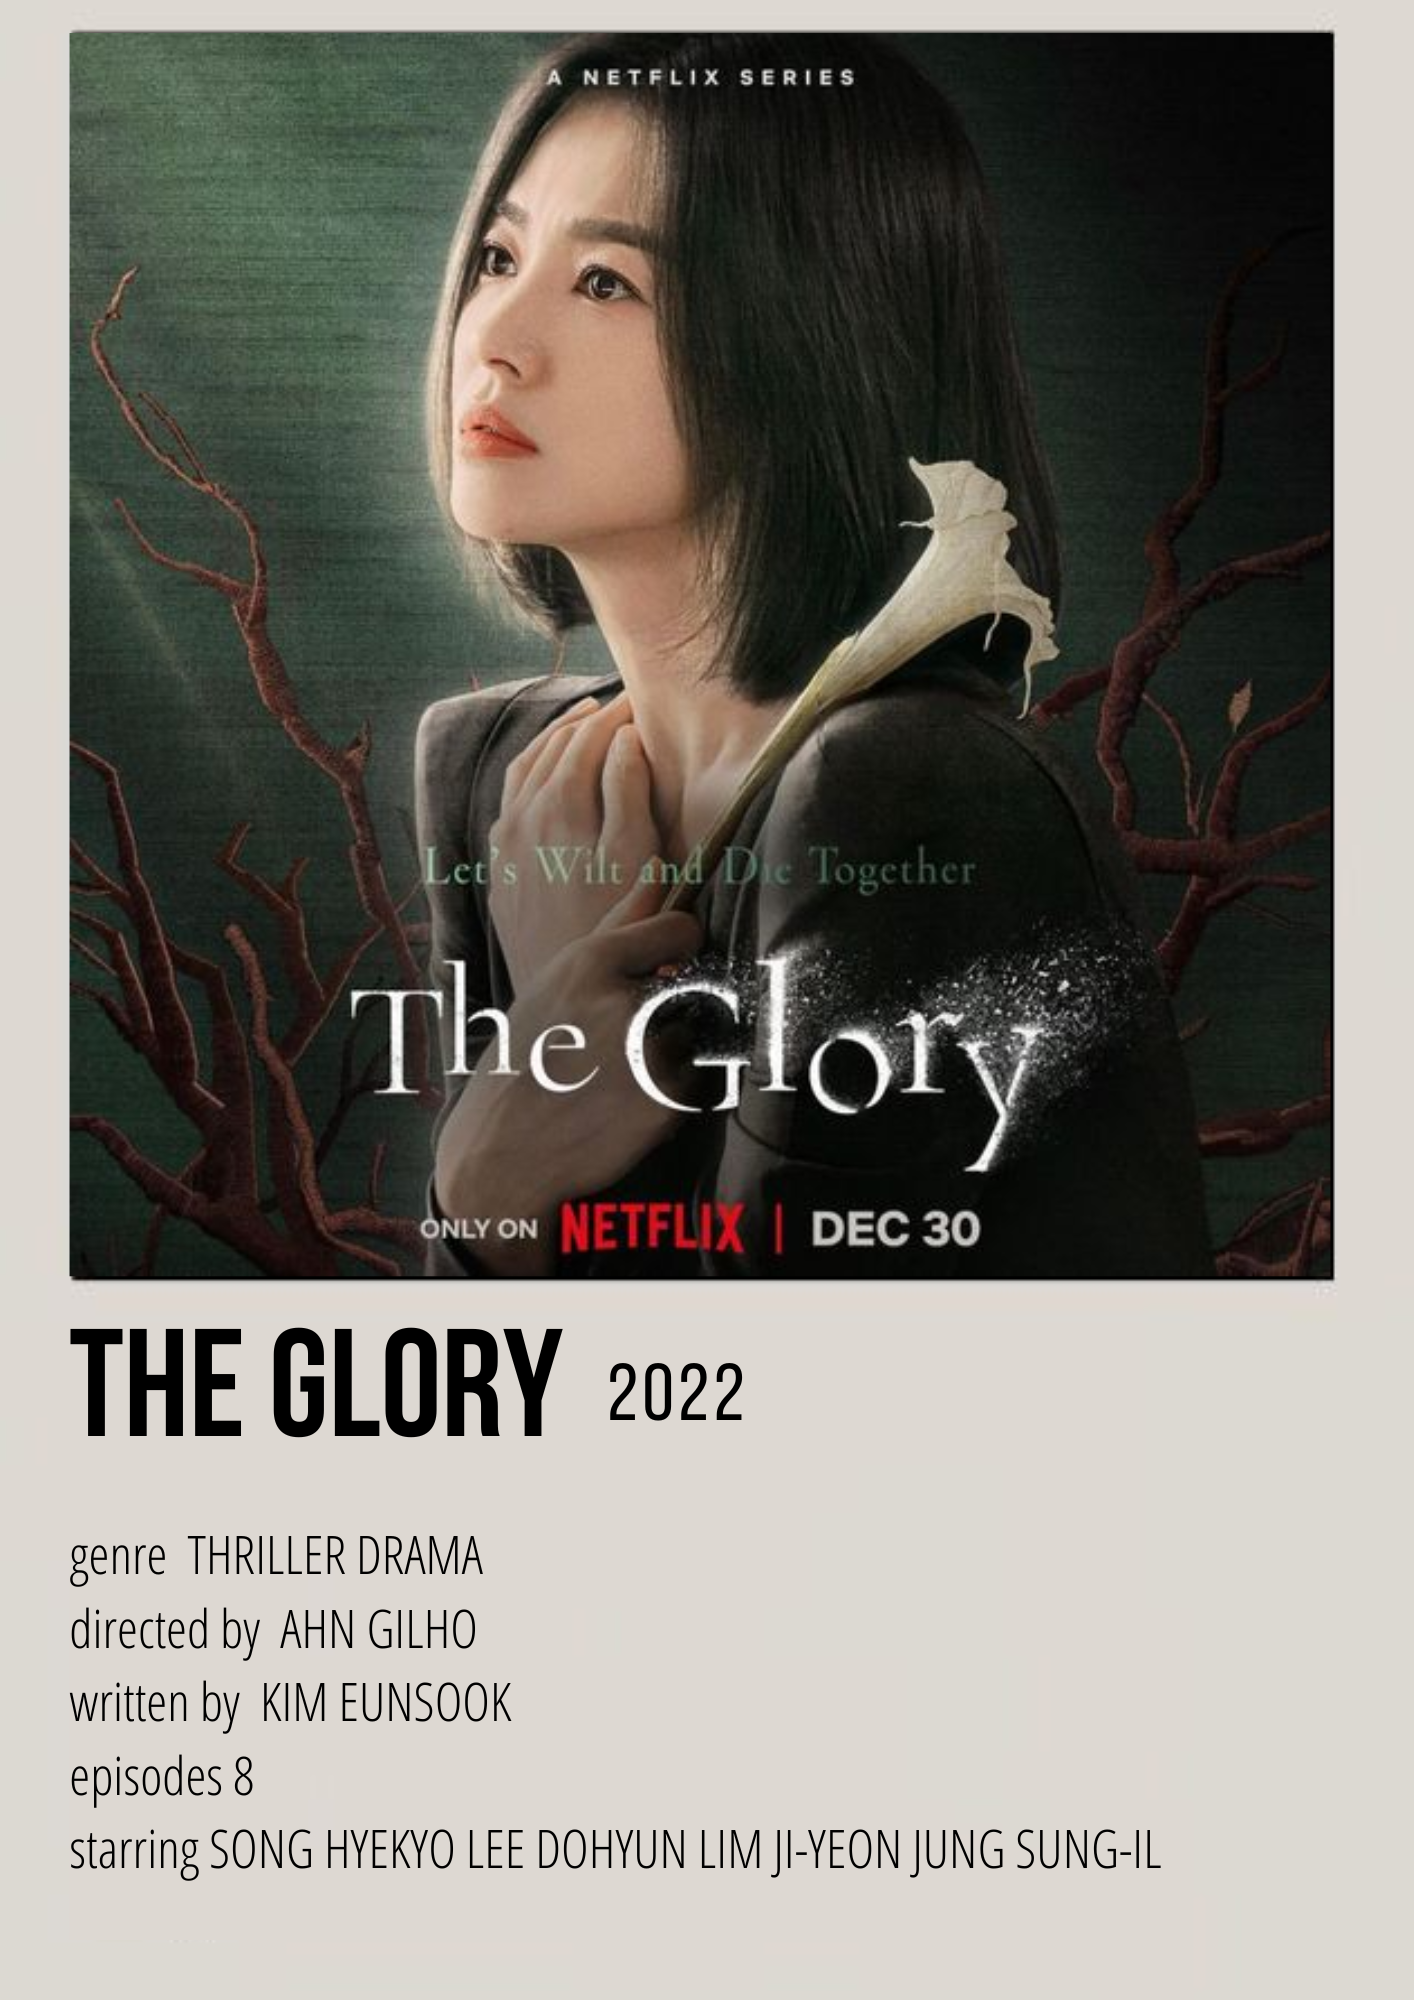 A NETFLIX SERIES
Let's Wilt and Die Together
The Glory
ONLY ON NETFLIX | DEC 30
THE GLORY 2022
genre THRILLER DRAMA
directed by AHN GILHO
written by KIM EUNSOOK
episodes 8
starring SONG HYEKYO LEE DOHYUN LIM JI-YEON JUNG SUNG-IL